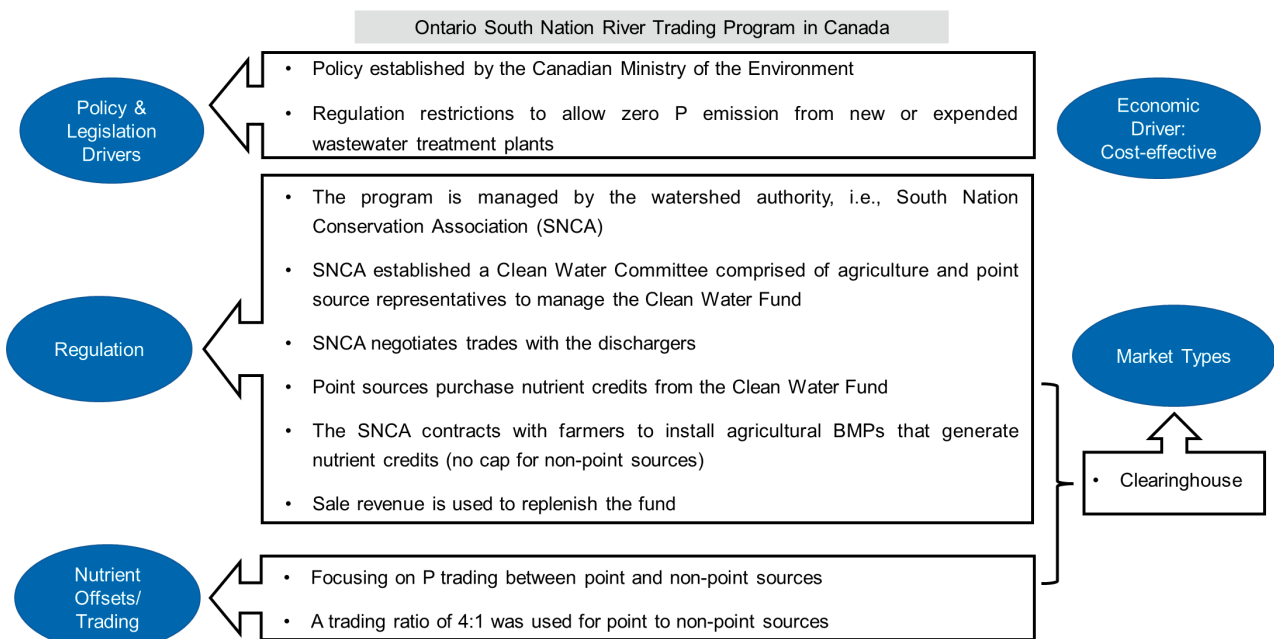 Ontario South Nation River Trading Program in Canada
Policy &
Legislation
Drivers
• Policy established by the Canadian Ministry of the Environment
• Regulation restrictions to allow zero P emission from new or expended
wastewater treatment plants
Economic
Driver:
Cost-effective
Regulation
• The program is managed by the watershed authority, i.e., South Nation
Conservation Association (SNCA)
• SNCA established a Clean Water Committee comprised of agriculture and point
source representatives to manage the Clean Water Fund
• SNCA negotiates trades with the dischargers
• Point sources purchase nutrient credits from the Clean Water Fund
• The SNCA contracts with farmers to install agricultural BMPs that generate
nutrient credits (no cap for non-point sources)
• Sale revenue is used to replenish the fund
Market Types
• Clearinghouse
Nutrient
Offsets/
Trading
• Focusing on P trading between point and non-point sources
• A trading ratio of 4:1 was used for point to non-point sources